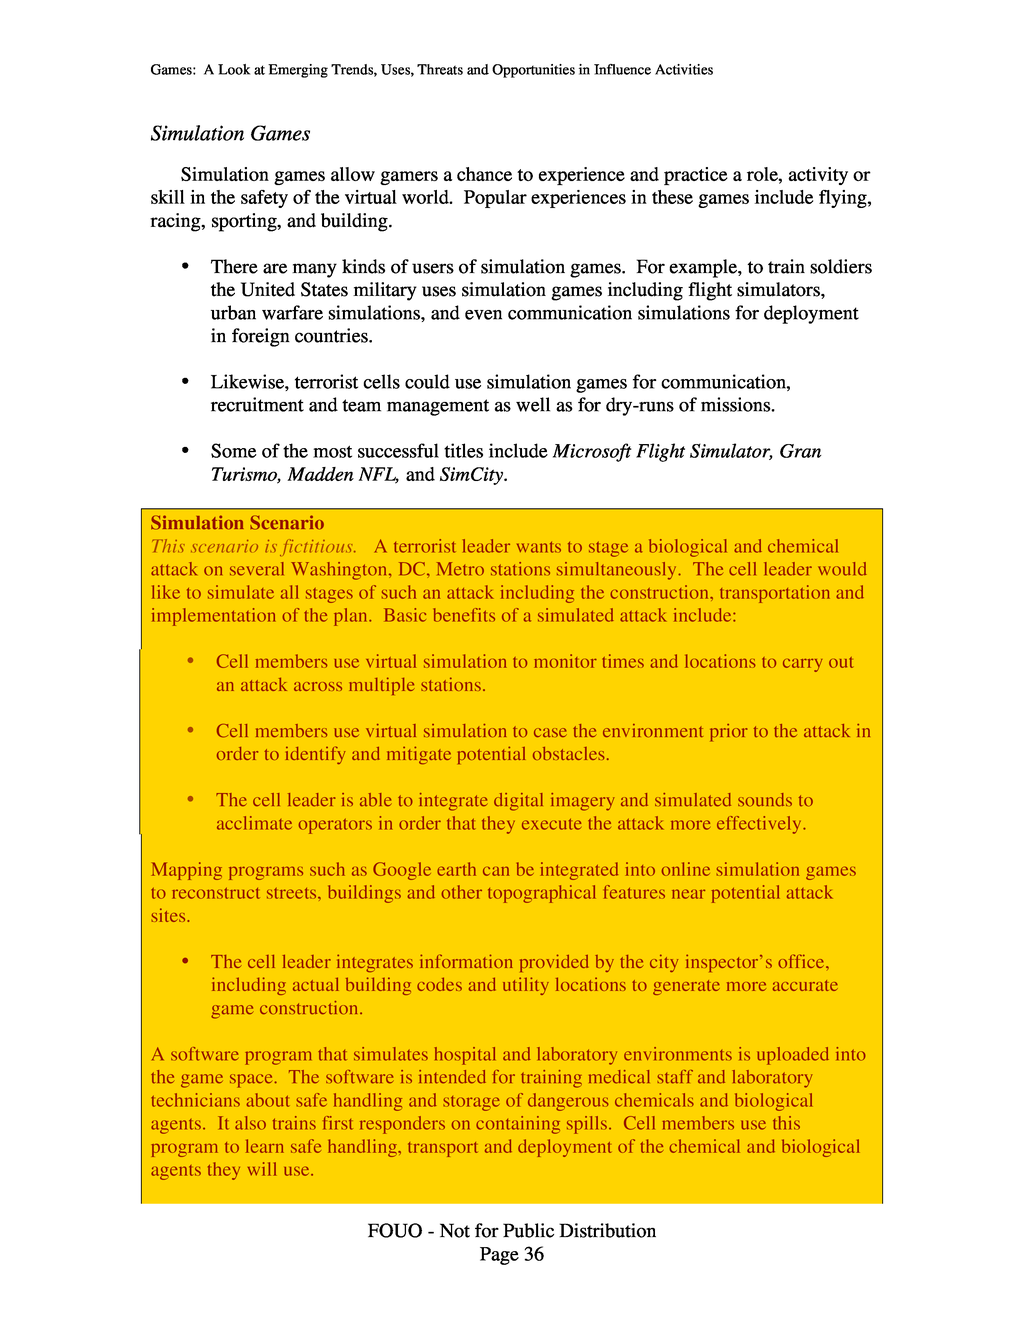 Games:  A Look at Emerging Trends, Uses, Threats and Opportunities in Influence Activities
Simulation Games
Simulation games allow gamers a chance to experience and practice a role, activity or
skill in the safety of the virtual world.  Popular experiences in these games include flying,
racing, sporting, and building.
• There are many kinds of users of simulation games.  For example, to train soldiers
the United States military uses simulation games including flight simulators,
urban warfare simulations, and even communication simulations for deployment
in foreign countries.
• Likewise, terrorist cells could use simulation games for communication,
recruitment and team management as well as for dry-runs of missions.
• Some of the most successful titles include Microsoft Flight Simulator, Gran
Turismo, Madden NFL, and SimCity.
Simulation Scenario
This scenario is fictitious.   A terrorist leader wants to stage a biological and chemical
attack on several Washington, DC, Metro stations simultaneously.  The cell leader would
like to simulate all stages of such an attack including the construction, transportation and
implementation of the plan.  Basic benefits of a simulated attack include:
• Cell members use virtual simulation to monitor times and locations to carry out
an attack across multiple stations.
• Cell members use virtual simulation to case the environment prior to the attack in
order to identify and mitigate potential obstacles.
• The cell leader is able to integrate digital imagery and simulated sounds to
acclimate operators in order that they execute the attack more effectively.
Mapping programs such as Google earth can be integrated into online simulation games
to reconstruct streets, buildings and other topographical features near potential attack
sites.
• The cell leader integrates information provided by the city inspector's office,
including actual building codes and utility locations to generate more accurate
game construction.
A software program that simulates hospital and laboratory environments is uploaded into
the game space.  The software is intended for training medical staff and laboratory
technicians about safe handling and storage of dangerous chemicals and biological
agents.  It also trains first responders on containing spills.  Cell members use this
program to learn safe handling, transport and deployment of the chemical and biological
agents they will use.
FOUO - Not for Public Distribution
Page 36